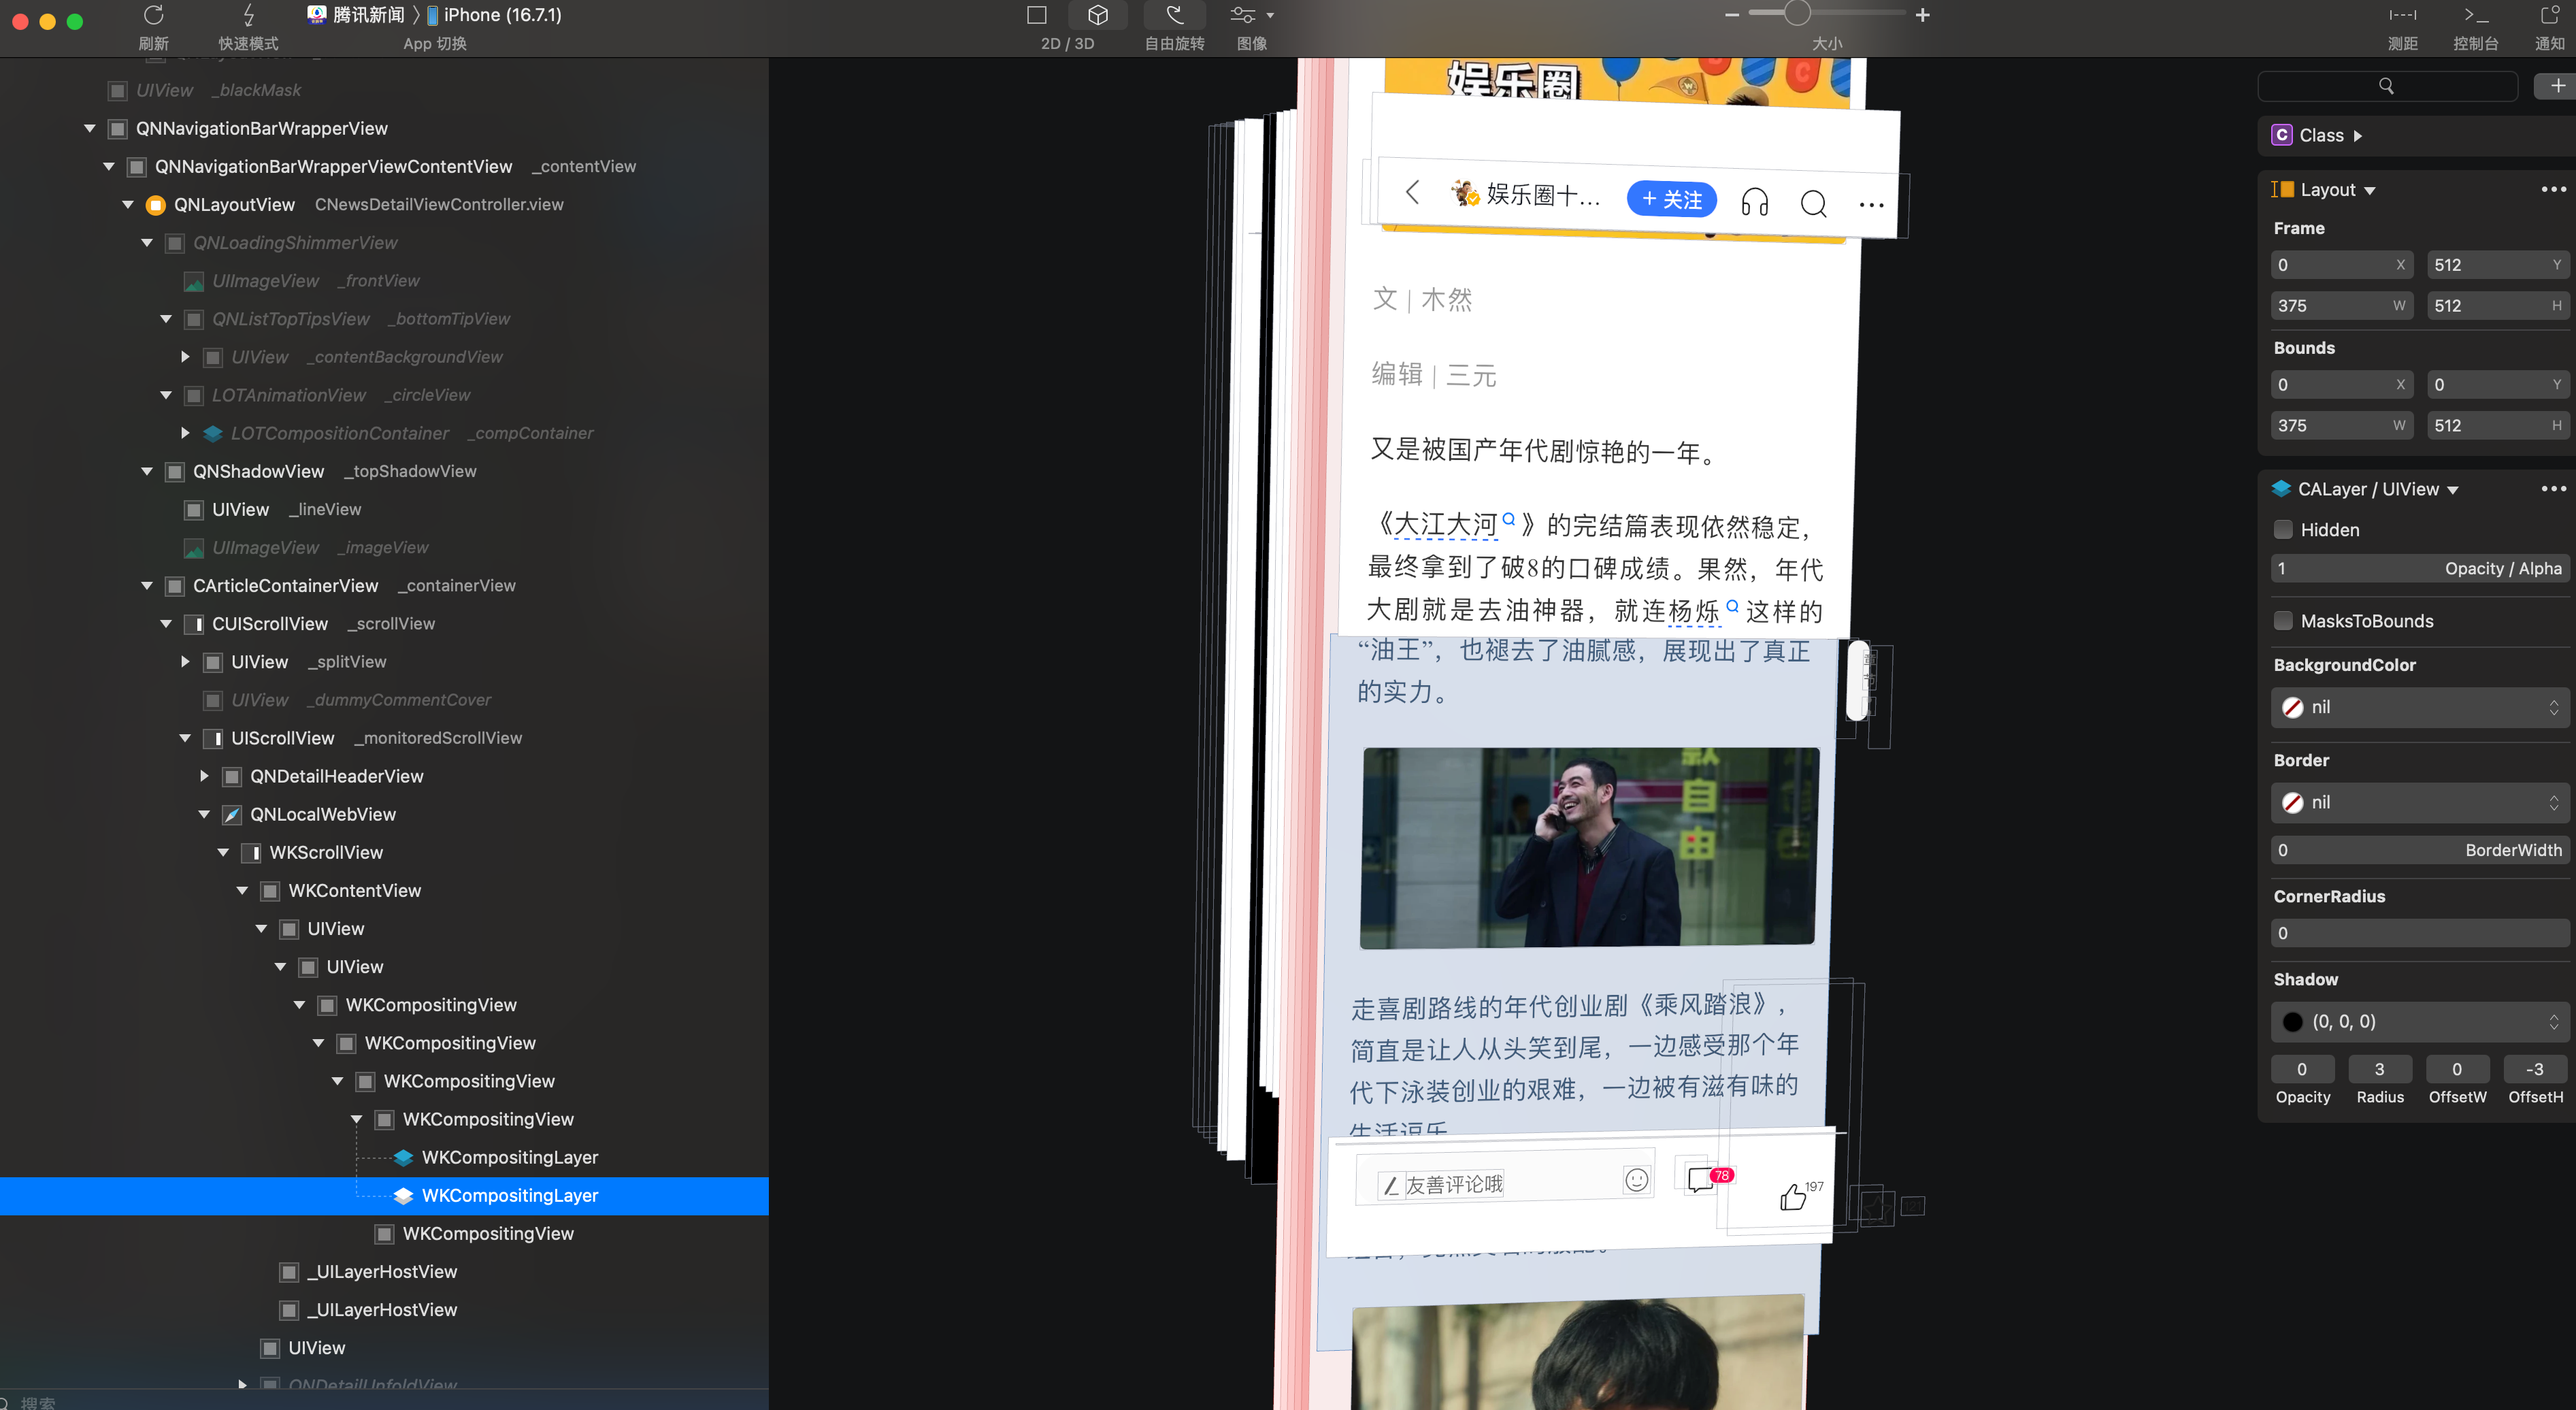 腾讯新闻 〉 iPhone (16.7.1)
刷新
快速模式
App 切换
2D / 3D
自由旋转
图像
大小
测距
控制台
通知
UIView _blackMask
QNNavigationBarWrapperView
QNNavigationBarWrapperViewContentView _contentView
QNLayoutView CNewsDetailViewController.view
QNLoadingShimmerView
UIImageView _frontView
QNListTopTipsView _bottomTipView
UIView _contentBackgroundView
LOTAnimationView _circleView
LOTCompositionContainer _compContainer
QNShadowView _topShadowView
UIView _lineView
UIImageView _imageView
CArticleContainerView _containerView
CUIScrollView _scrollView
UIView _splitView
UIView _dummyCommentCover
UIScrollView _monitoredScrollView
QNDetailHeaderView
QNLocalWebView
WKScrollView
WKContentView
UIView
UIView
WKCompositingView
WKCompositingView
WKCompositingView
WKCompositingView
WKCompositingLayer
WKCompositingLayer
WKCompositingView
_UILayerHostView
_UILayerHostView
UIView
QNDetailUnfoldView
搜索
娱乐圈
娱乐圈十...
+ 关注
文 | 木然
编辑 | 三元
又是被国产年代剧惊艳的一年。
《大江大河》的完结篇表现依然稳定，
最终拿到了破8的口碑成绩。果然，年代
大剧就是去油神器，就连杨烁这样的
“油王”，也褪去了油腻感，展现出了真正
的实力。
自由
走喜剧路线的年代创业剧《乘风踏浪》，
简直是让人从头笑到尾，一边感受那个年
代下泳装创业的艰难，一边被有滋有味的
生活逗乐
友善评论哦
78
197
Class
Layout
Frame
0 X 512 Y
375 W 512 H
Bounds
0 X 0 Y
375 W 512 H
CALayer / UIView
Hidden
1 Opacity / Alpha
MasksToBounds
BackgroundColor
nil
Border
nil
0 BorderWidth
CornerRadius
0
Shadow
(0, 0, 0)
0 3 0 -3
Opacity Radius OffsetW OffsetH